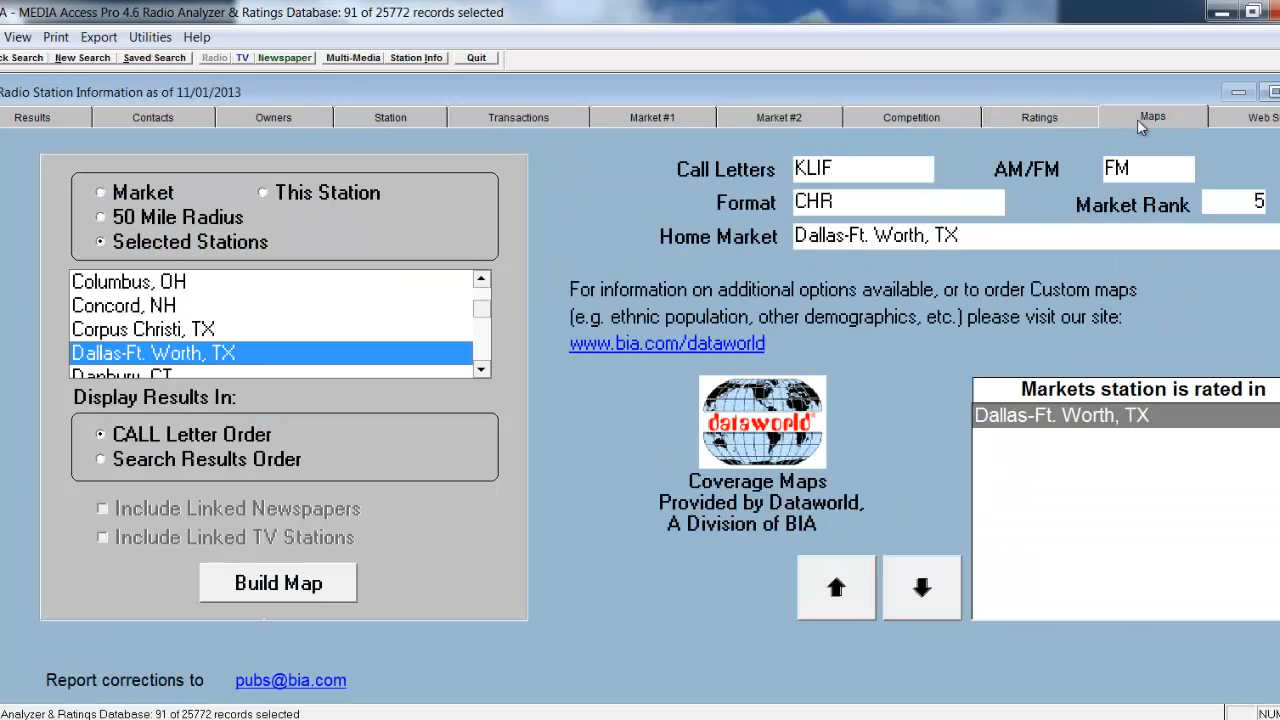 A - MEDIA Access Pro 4.6 Radio Analyzer & Ratings Database: 91 of 25772 records selected
View Print Export Utilities Help
ck Search New Search Saved Search Radio TV Newspaper Multi-Media Station Info Quit
Radio Station Information as of 11/01/2013
Results Contacts Owners Station Transactions Market #1 Market #2 Competition Ratings Maps Web S
Market This Station
50 Mile Radius
Selected Stations
Columbus, OH
Concord, NH
Corpus Christi, TX
Dallas-Ft. Worth, TX
Danbury, CT
Display Results In:
CALL Letter Order
Search Results Order
Include Linked Newspapers
Include Linked TV Stations
Build Map
Call Letters KLIF AM/FM FM
Format CHR Market Rank 5
Home Market Dallas-Ft. Worth, TX
For information on additional options available, or to order Custom maps
(e.g. ethnic population, other demographics, etc.) please visit our site:
www.bia.com/dataworld
dataworld®
Coverage Maps
Provided by Dataworld,
A Division of BIA
Markets station is rated in
Dallas-Ft. Worth, TX
Report corrections to pubs@bia.com
Analyzer & Ratings Database: 91 of 25772 records selected
NUM